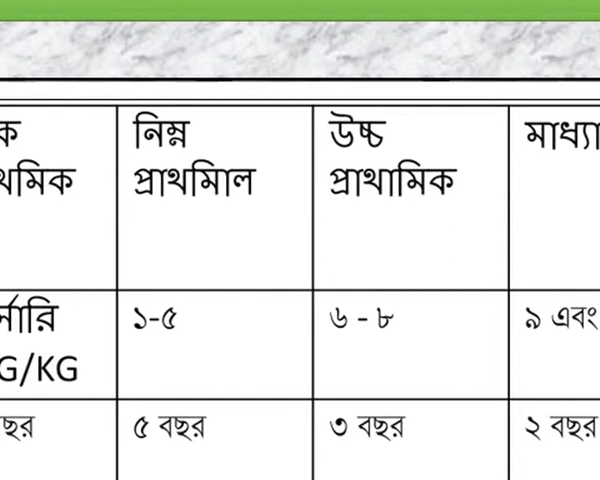 ক
থমিক
নিম্ন
প্রাথমিাল
উচ্চ
প্রাথামিক
মাধ্যা
র্নারি
G/KG
১-৫
৬ - ৮
৯ এবং
ছর
৫ বছর
৩ বছর
২ বছর